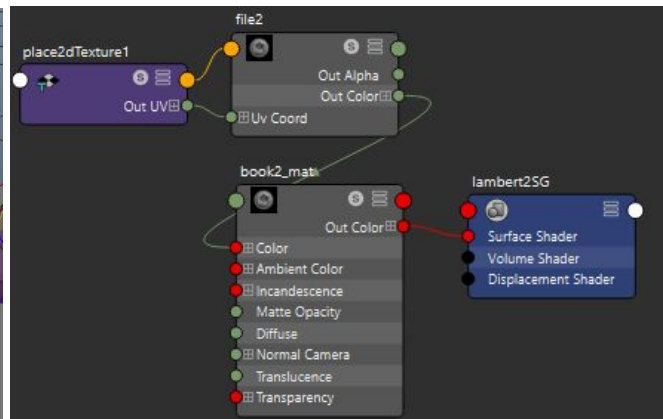 file2
place2dTexture1
Out Alpha
Out Color
Out UV
Uv Coord
book2_mat
Out Color
Color
Ambient Color
Incandescence
Matte Opacity
Diffuse
Normal Camera
Translucence
Transparency
lambert2SG
Surface Shader
Volume Shader
Displacement Shader